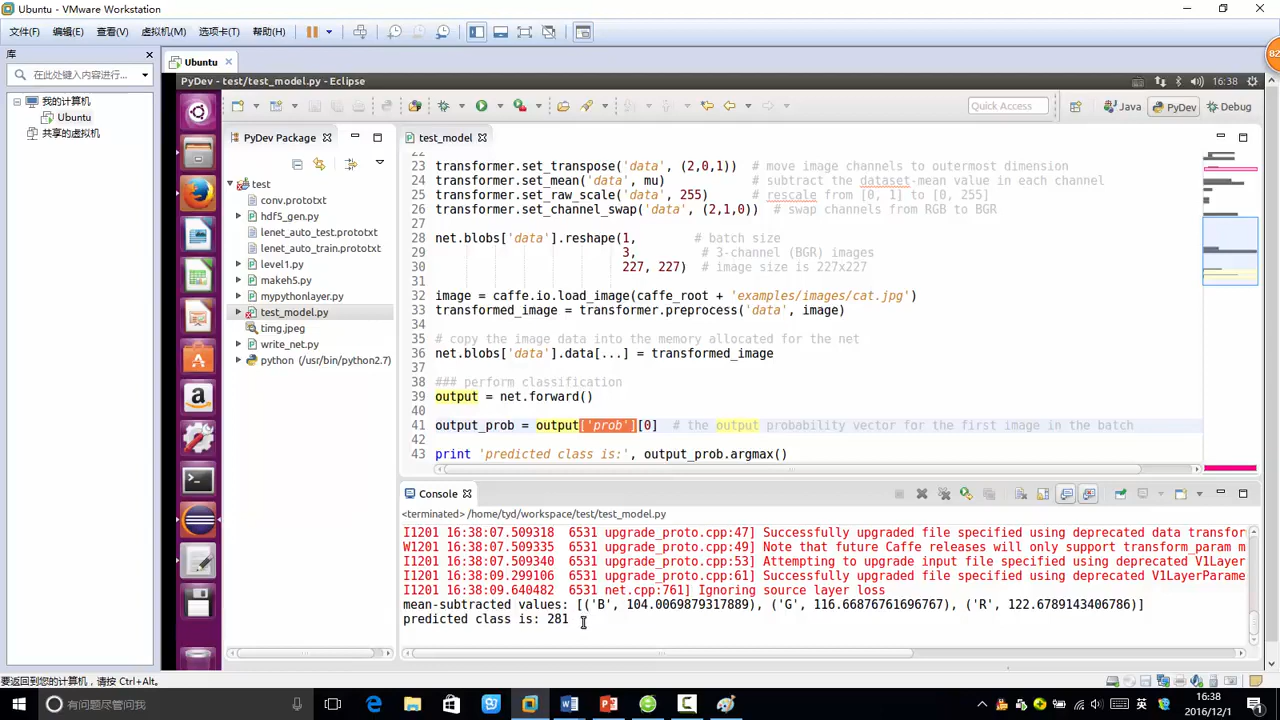 Ubuntu - VMware Workstation
文件(F) 编辑(E) 查看(V) 虚拟机(M) 选项卡(T) 帮助(H)
库
在此处键入内容进行...
我的计算机
Ubuntu
共享的虚拟机
Ubuntu
PyDev - test/test_model.py - Eclipse
16:38
Quick Access
Java
PyDev
Debug
82
PyDev Package
test
conv.prototxt
hdf5_gen.py
lenet_auto_test.prototxt
lenet_auto_train.prototxt
level1.py
makeh5.py
mypythonlayer.py
test_model.py
timg.jpeg
write_net.py
python (/usr/bin/python2.7)
test_model
22
23 transformer.set_transpose('data', (2,0,1)) # move image channels to outermost dimension
24 transformer.set_mean('data', mu) # subtract the dataset-mean value in each channel
25 transformer.set_raw_scale('data', 255) # rescale from [0, 1] to [0, 255]
26 transformer.set_channel_swap('data', (2,1,0)) # swap channels from RGB to BGR
27
28 net.blobs['data'].reshape(1, # batch size
29 3, # 3-channel (BGR) images
30 227, 227) # image size is 227x227
31
32 image = caffe.io.load_image(caffe_root + 'examples/images/cat.jpg')
33 transformed_image = transformer.preprocess('data', image)
34
35 # copy the image data into the memory allocated for the net
36 net.blobs['data'].data[...] = transformed_image
37
38 ### perform classification
39 output = net.forward()
40
41 output_prob = output['prob'][0] # the output probability vector for the first image in the batch
42
43 print 'predicted class is:', output_prob.argmax()
Console
<terminated> /home/tyd/workspace/test/test_model.py
I1201 16:38:07.509318 6531 upgrade_proto.cpp:47] Successfully upgraded file specified using deprecated data transfor
W1201 16:38:07.509335 6531 upgrade_proto.cpp:49] Note that future Caffe releases will only support transform_param m
I1201 16:38:07.509340 6531 upgrade_proto.cpp:53] Attempting to upgrade input file specified using deprecated V1Layer
I1201 16:38:09.299106 6531 upgrade_proto.cpp:61] Successfully upgraded file specified using deprecated V1LayerParame
I1201 16:38:09.640482 6531 net.cpp:761] Ignoring source layer loss
mean-subtracted values: [('B', 104.0069879317889), ('G', 116.66876761696767), ('R', 122.6789143406786)]
predicted class is: 281
要返回到您的计算机，请按 Ctrl+Alt。
有问题尽管问我
英
16:38
2016/12/1